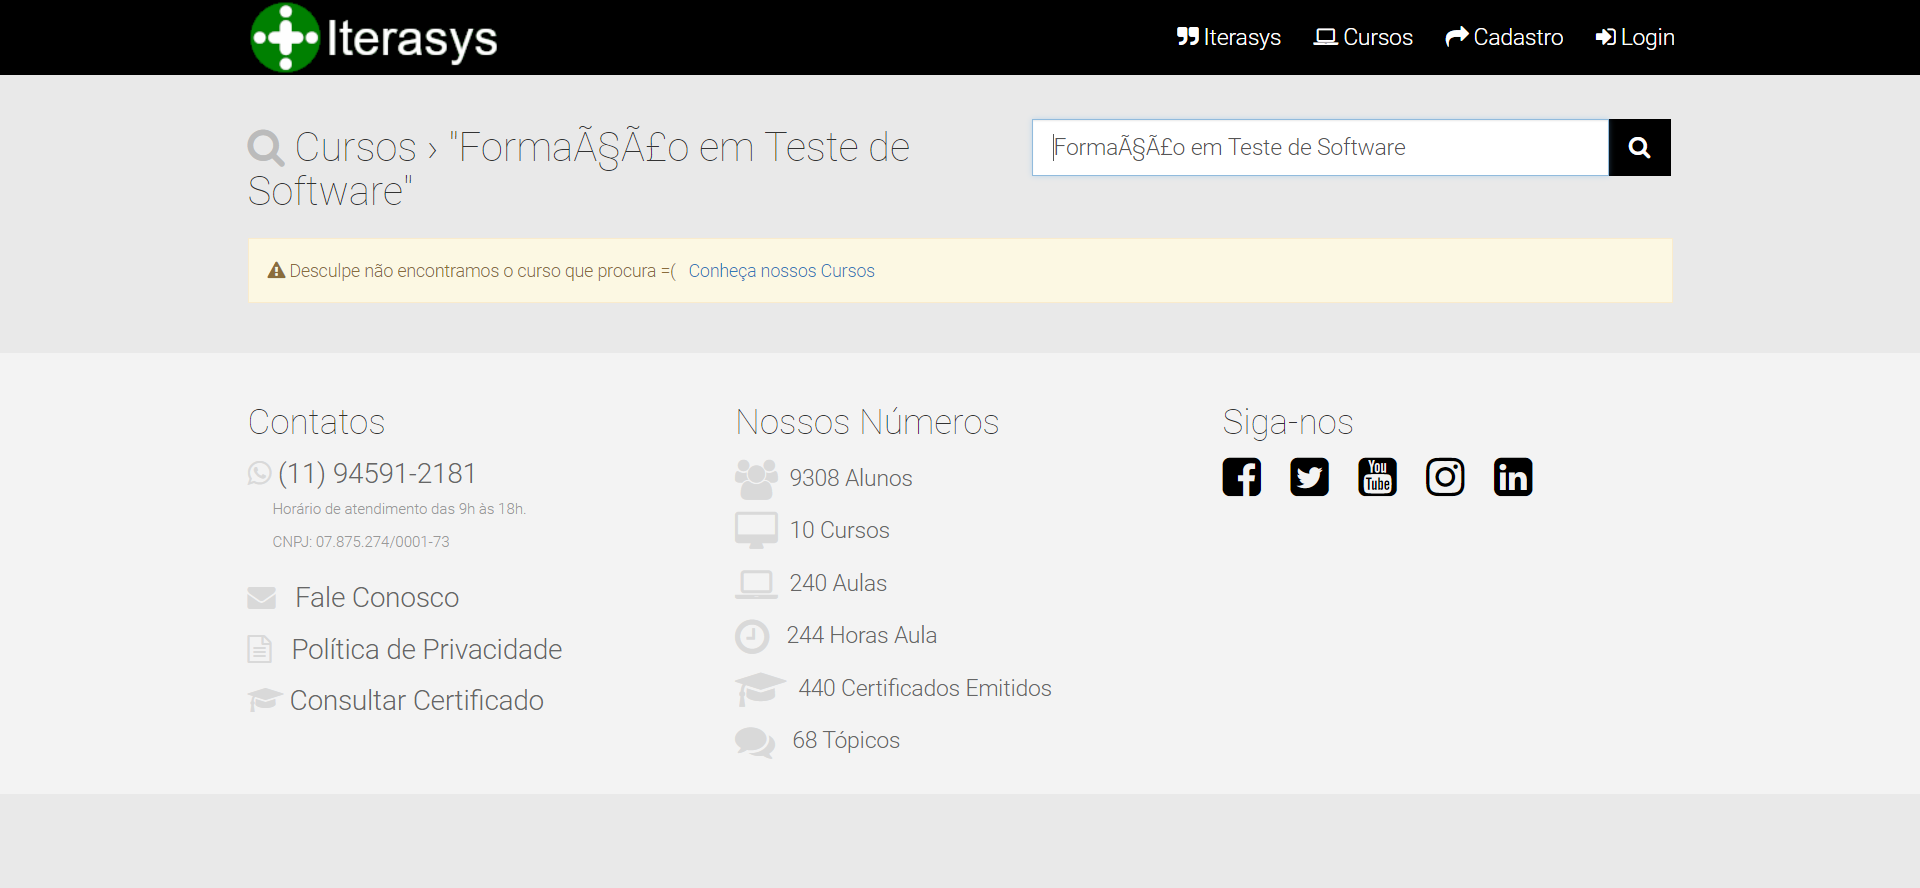 Iterasys
Iterasys
Cursos
Cadastro
Login
Cursos › "FormaÃ§Ã£o em Teste de
Software"
FormaÃ§Ã£o em Teste de Software
Desculpe não encontramos o curso que procura =( Conheça nossos Cursos
Contatos
(11) 94591-2181
Horário de atendimento das 9h às 18h.
CNPJ: 07.875.274/0001-73
Fale Conosco
Política de Privacidade
Consultar Certificado
Nossos Números
9308 Alunos
10 Cursos
240 Aulas
244 Horas Aula
440 Certificados Emitidos
68 Tópicos
Siga-nos
You
Tube
in